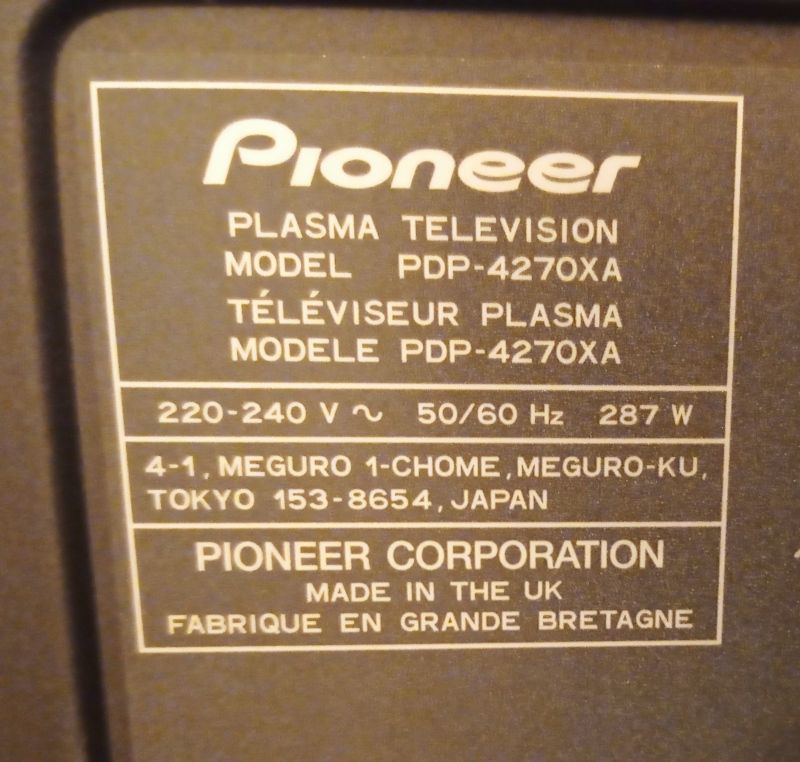 Pioneer
PLASMA TELEVISION
MODEL PDP-4270XA
TÉLÉVISEUR PLASMA
MODELE PDP-4270XA
220-240 V ~ 50/60 Hz 287 W
4-1, MEGURO 1-CHOME, MEGURO-KU,
TOKYO 153-8654, JAPAN
PIONEER CORPORATION
MADE IN THE UK
FABRIQUE EN GRANDE BRETAGNE